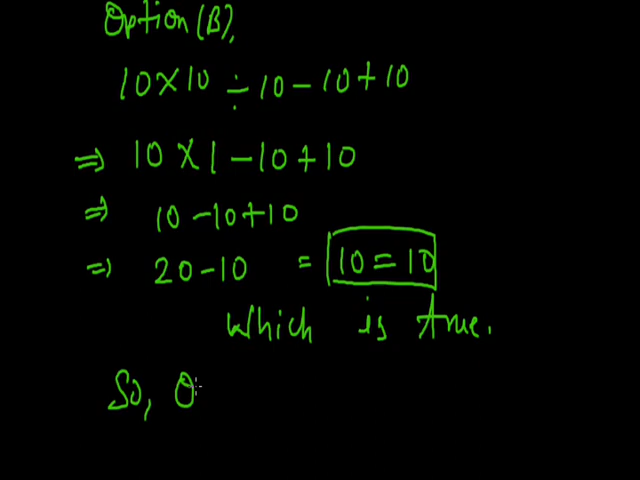 Option (B),
10 × 10 ÷ 10 - 10 + 10
⇒ 10 × 1 - 10 + 10
⇒ 10 - 10 + 10
⇒ 20 - 10 = 10 = 10
Which is true.
So, O